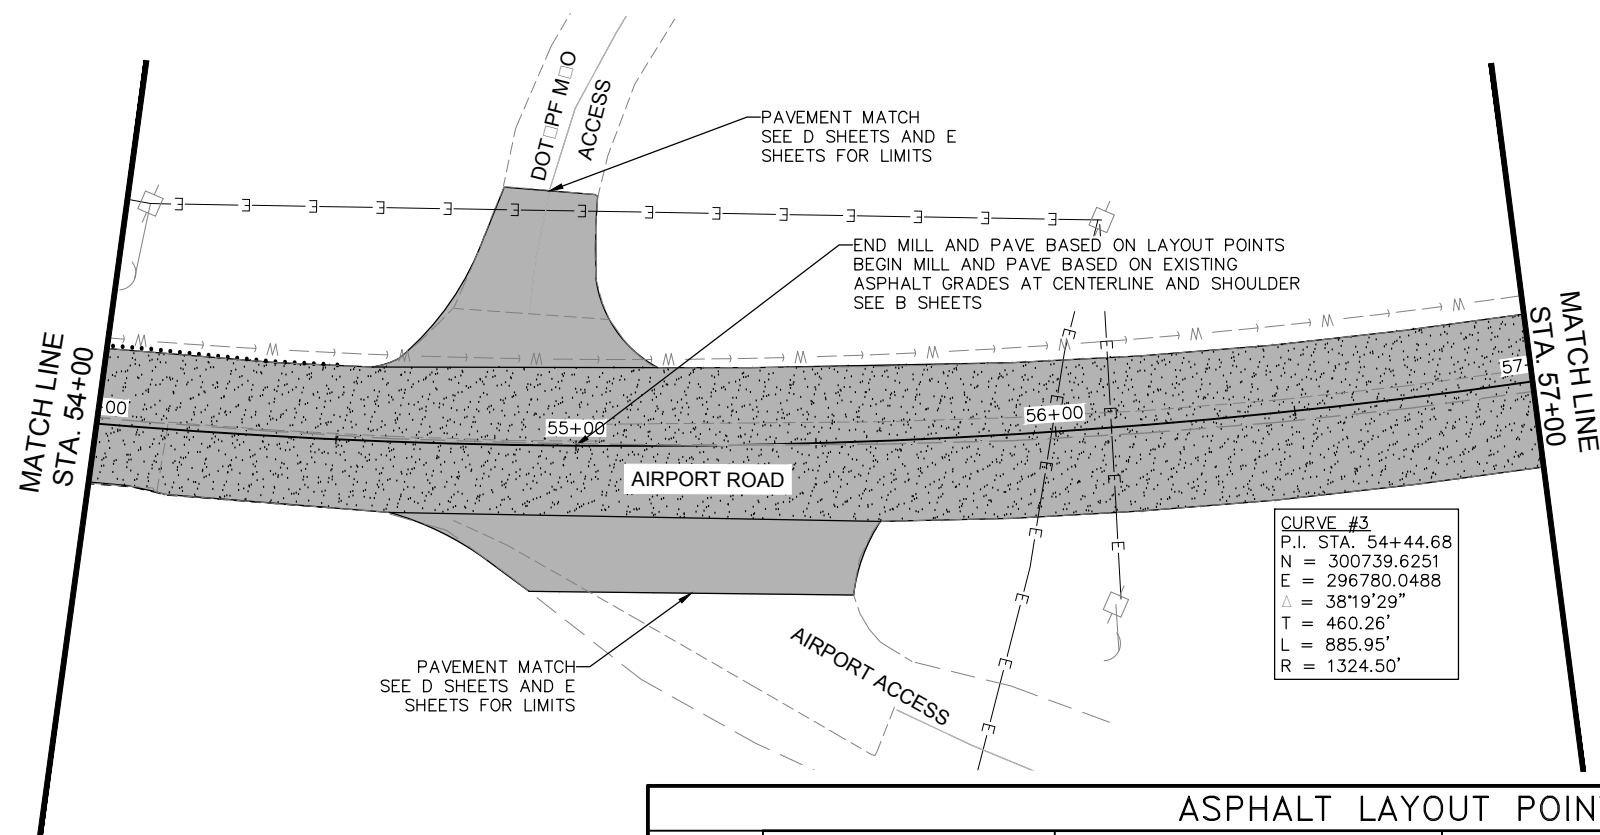 DOT□PF M□O
ACCESS
PAVEMENT MATCH
SEE D SHEETS AND E
SHEETS FOR LIMITS
E E E E E E E E E E E E E E
END MILL AND PAVE BASED ON LAYOUT POINTS
BEGIN MILL AND PAVE BASED ON EXISTING
ASPHALT GRADES AT CENTERLINE AND SHOULDER
SEE B SHEETS
W W W W W W W W W W
MATCH LINE
STA. 54+00
MATCH LINE
STA. 57+00
00
55+00
56+00
57+
AIRPORT ROAD
E E E E E E E E E E
CURVE #3
P.I. STA. 54+44.68
N = 300739.6251
E = 296780.0488
△ = 38°19'29"
T = 460.26'
L = 885.95'
R = 1324.50'
PAVEMENT MATCH
SEE D SHEETS AND E
SHEETS FOR LIMITS
AIRPORT ACCESS
ASPHALT LAYOUT POIN